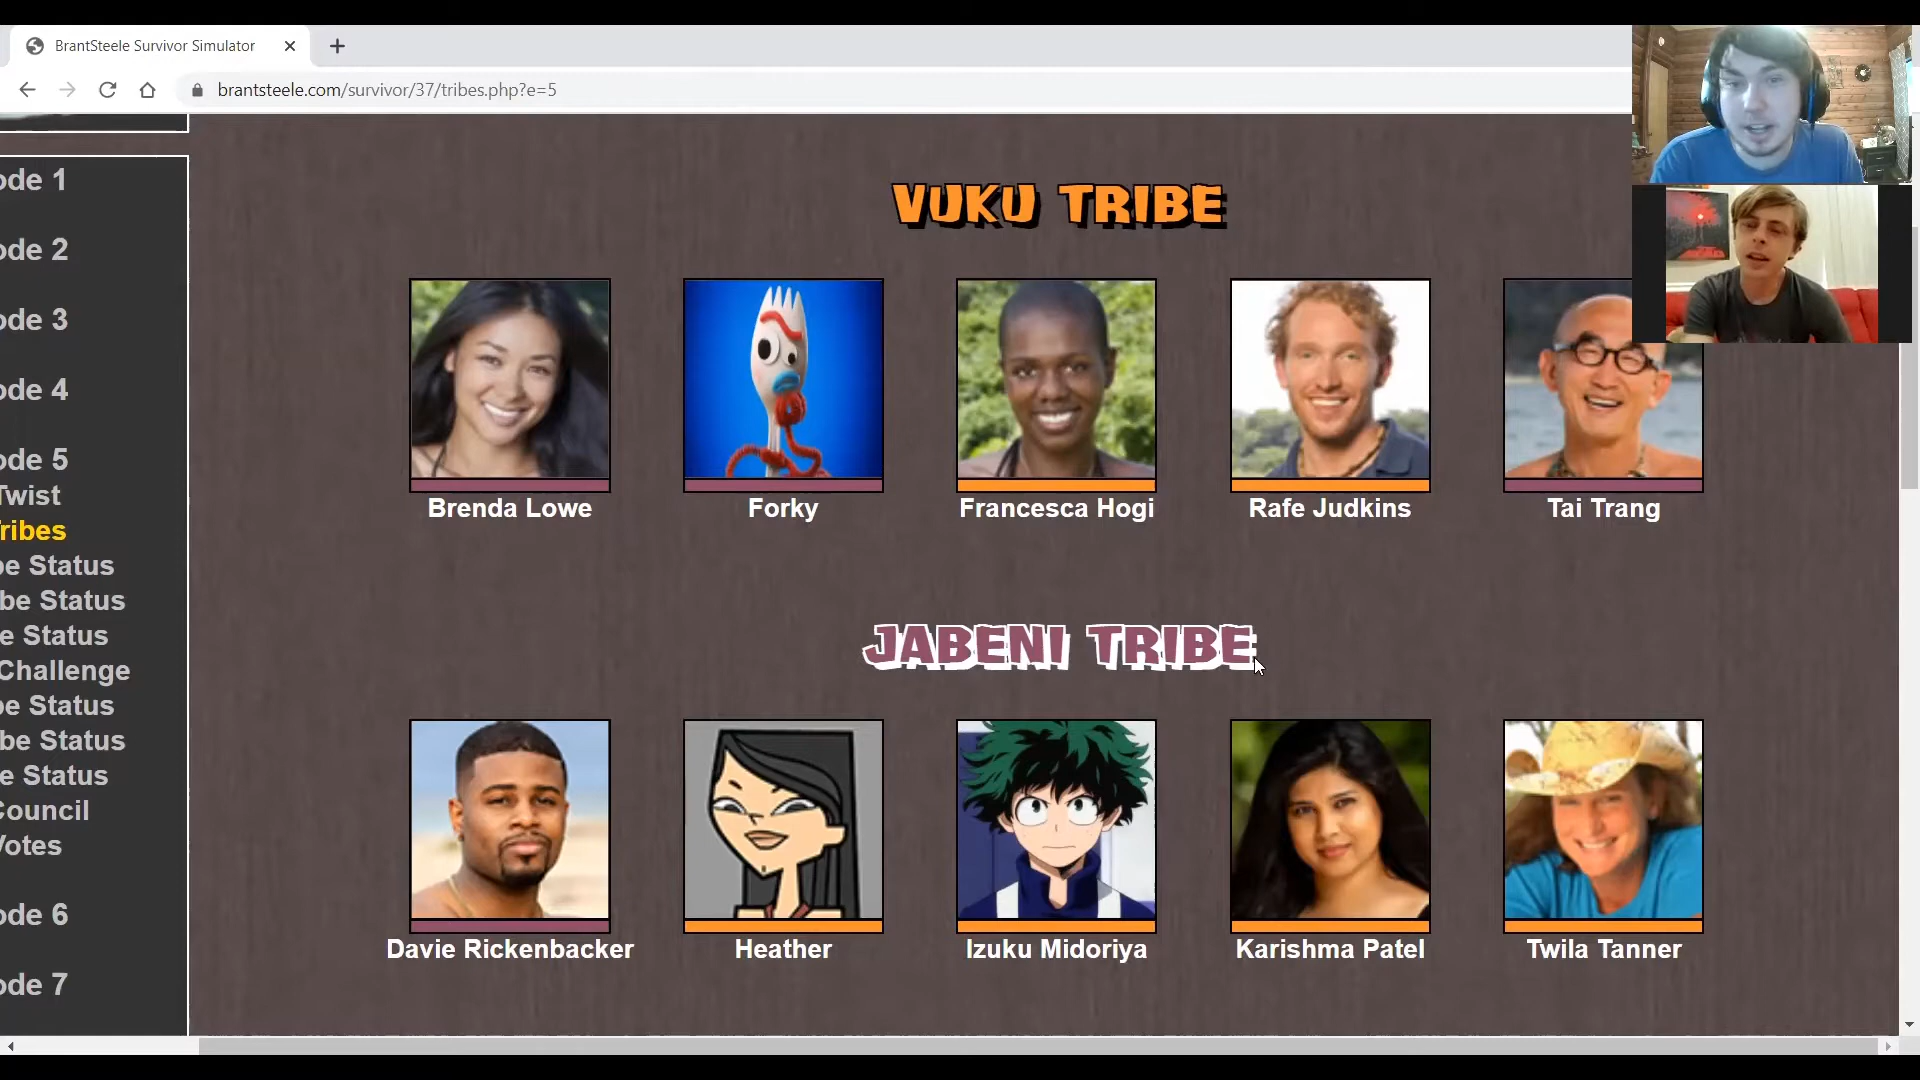 BrantSteele Survivor Simulator
brantsteele.com/survivor/37/tribes.php?e=5
ode 1
ode 2
ode 3
ode 4
ode 5
Twist
Tribes
be Status
be Status
e Status
Challenge
be Status
be Status
e Status
Council
Votes
ode 6
ode 7
VUKU TRIBE
Brenda Lowe
Forky
Francesca Hogi
Rafe Judkins
Tai Trang
JABENI TRIBE
Davie Rickenbacker
Heather
Izuku Midoriya
Karishma Patel
Twila Tanner